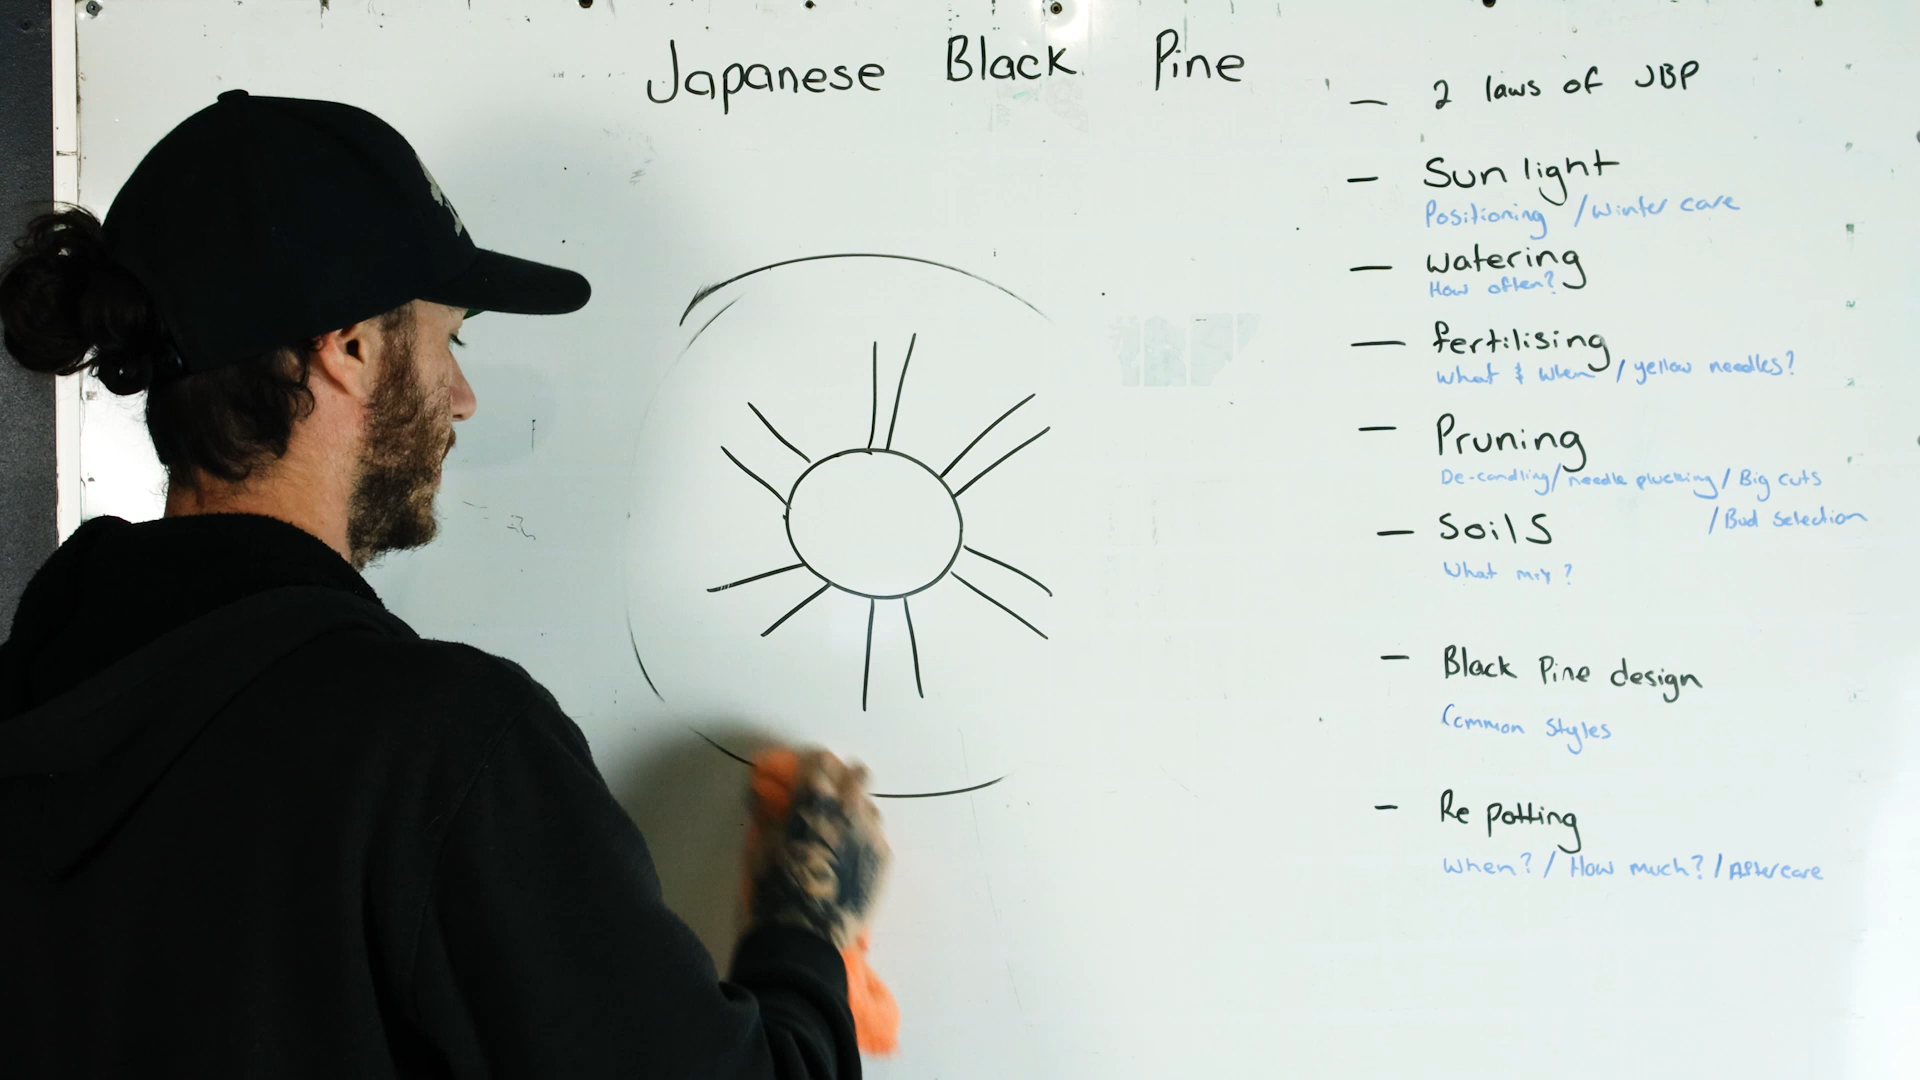 Japanese Black Pine
– 2 laws of JBP
– Sun light
Positioning / Winter care
– Watering
How often?
– fertilising
What & When / yellow needles?
– Pruning
De-candling / needle plucking / Big cuts
/ Bud Selection
– Soils
What mix?
– Black Pine design
Common Styles
– Re potting
When? / How much? / Aftercare